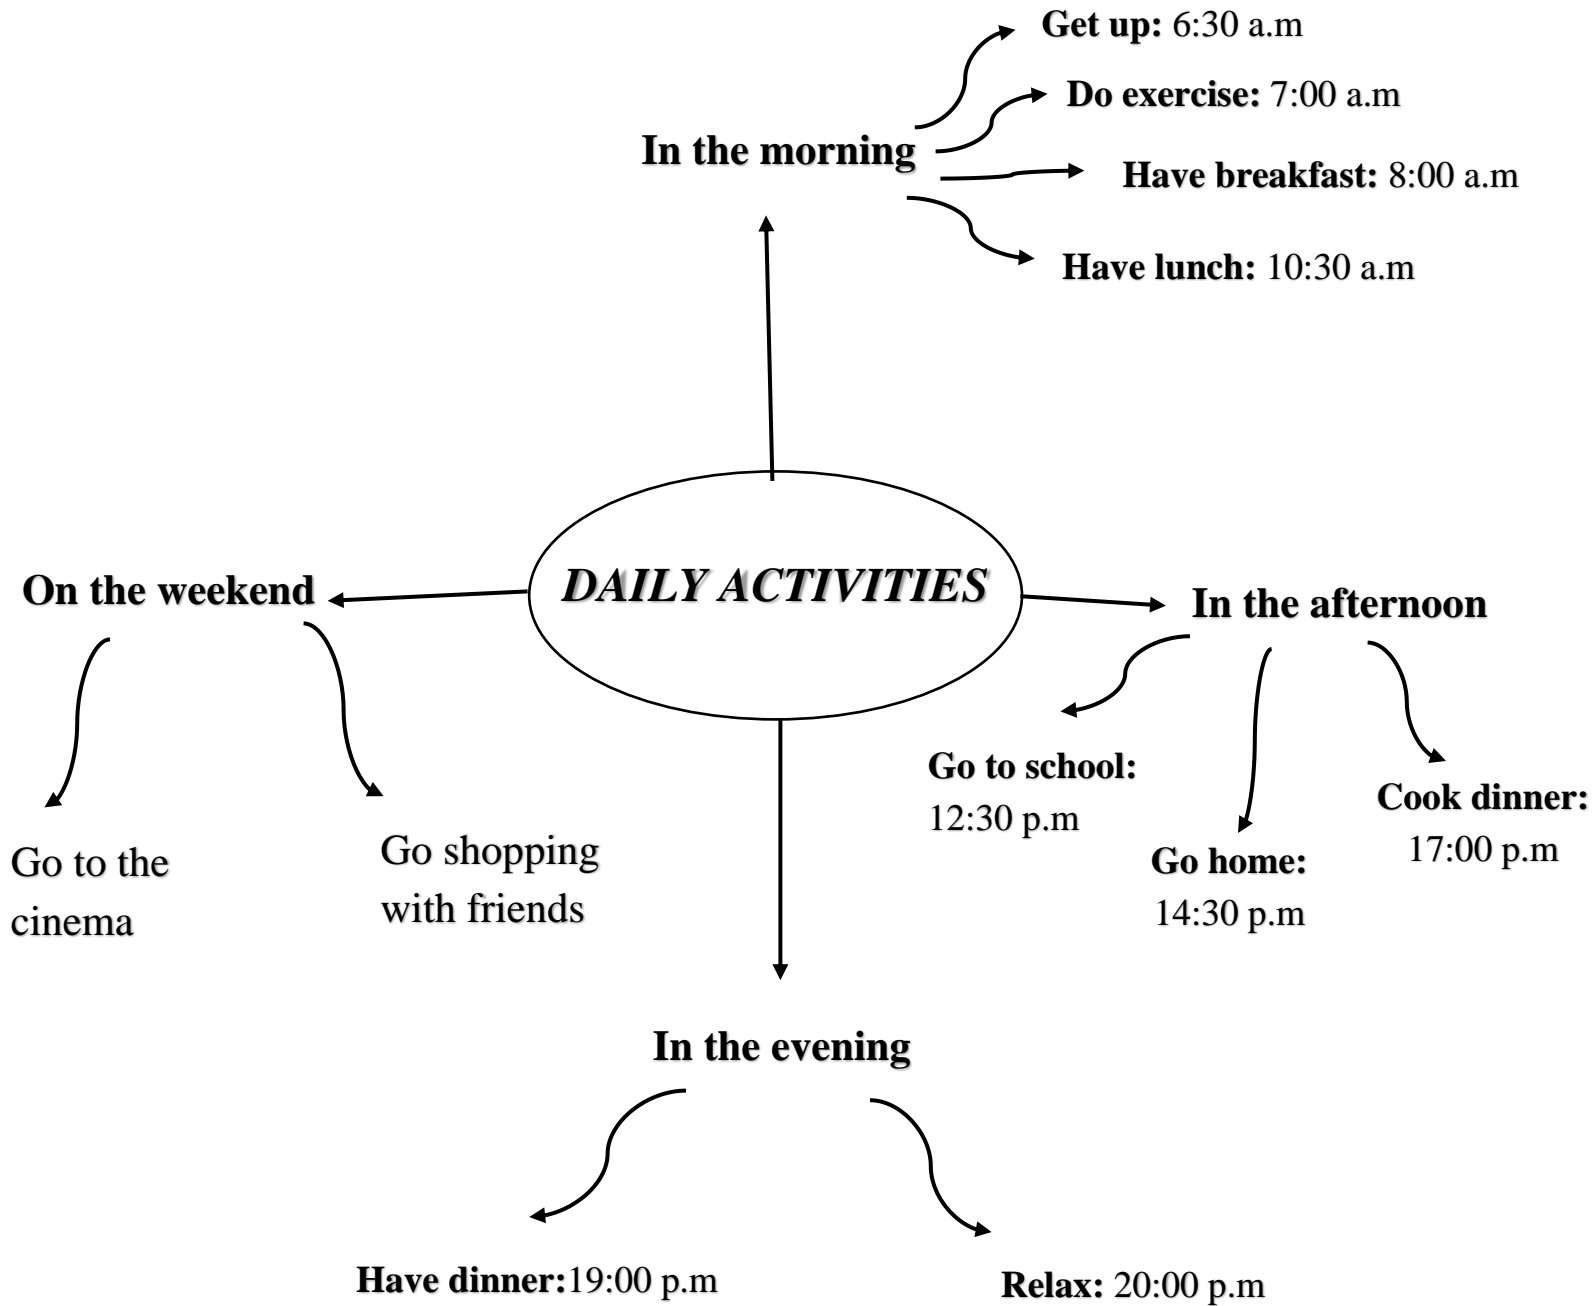 Get up: 6:30 a.m
Do exercise: 7:00 a.m
In the morning
Have breakfast: 8:00 a.m
Have lunch: 10:30 a.m
DAILY ACTIVITIES
On the weekend
In the afternoon
Go to school:
12:30 p.m
Cook dinner:
17:00 p.m
Go home:
14:30 p.m
Go shopping
with friends
Go to the
cinema
In the evening
Have dinner:19:00 p.m
Relax: 20:00 p.m